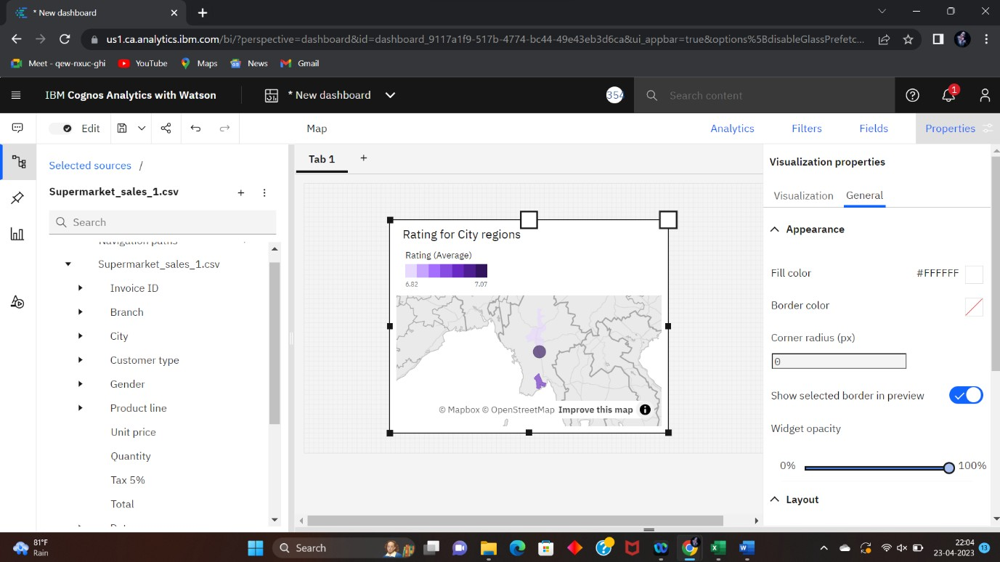 * New dashboard
us1.ca.analytics.ibm.com/bi/?perspective=dashboard&id=dashboard_9117a1f9-517b-4774-bc44-49e43eb3d6ca&ui_appbar=true&options%5BdisableGlassPrefetc...
Meet - qew-nxuc-ghi YouTube Maps News Gmail
IBM Cognos Analytics with Watson * New dashboard 354 Search content 1
Edit Map Analytics Filters Fields Properties
Selected sources /
Supermarket_sales_1.csv
Search
Navigation paths
Supermarket_sales_1.csv
Invoice ID
Branch
City
Customer type
Gender
Product line
Unit price
Quantity
Tax 5%
Total
Tab 1
Rating for City regions
Rating (Average)
6.82 7.07
© Mapbox © OpenStreetMap Improve this map
Visualization properties
Visualization General
Appearance
Fill color #FFFFFF
Border color
Corner radius (px)
0
Show selected border in preview
Widget opacity
0% 100%
Layout
81°F
Rain
Search
22:04
23-04-2023
13